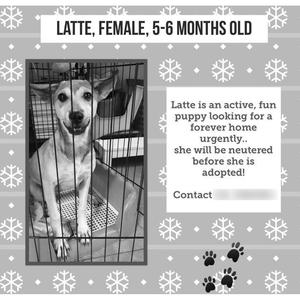 LATTE, FEMALE, 5-6 MONTHS OLD
Latte is an active, fun
puppy looking for a
forever home
urgently..
she will be neutered
before she is
adopted!
Contact